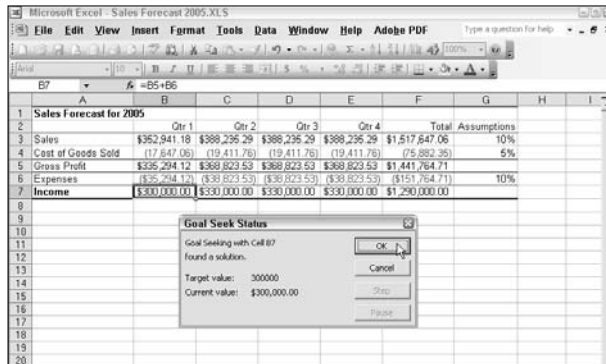 Microsoft Excel - Sales Forecast 2005.XLS
File Edit View Insert Format Tools Data Window Help Adobe PDF Type a question for help
Arial 10 B I U
100%
B7 fx =B5+B6
A B C D E F G H I
1 Sales Forecast for 2005
2 Qtr 1 Qtr 2 Qtr 3 Qtr 4 Total Assumptions
3 Sales $352,941.18 $388,235.29 $388,235.29 $388,235.29 $1,517,647.06 10%
4 Cost of Goods Sold (17,647.06) (19,411.76) (19,411.76) (19,411.76) (75,882.35) 5%
5 Gross Profit $335,294.12 $368,823.53 $368,823.53 $368,823.53 $1,441,764.71
6 Expenses ($35,294.12) ($38,823.53) ($38,823.53) ($38,823.53) ($151,764.71) 10%
7 Income $300,000.00 $330,000.00 $330,000.00 $330,000.00 $1,290,000.00
8
9
10
11
12
13
14
15
16
17
18
19
20
Goal Seek Status
Goal Seeking with Cell B7
found a solution.
Target value: 300000
Current value: $300,000.00
OK
Cancel
Step
Pause